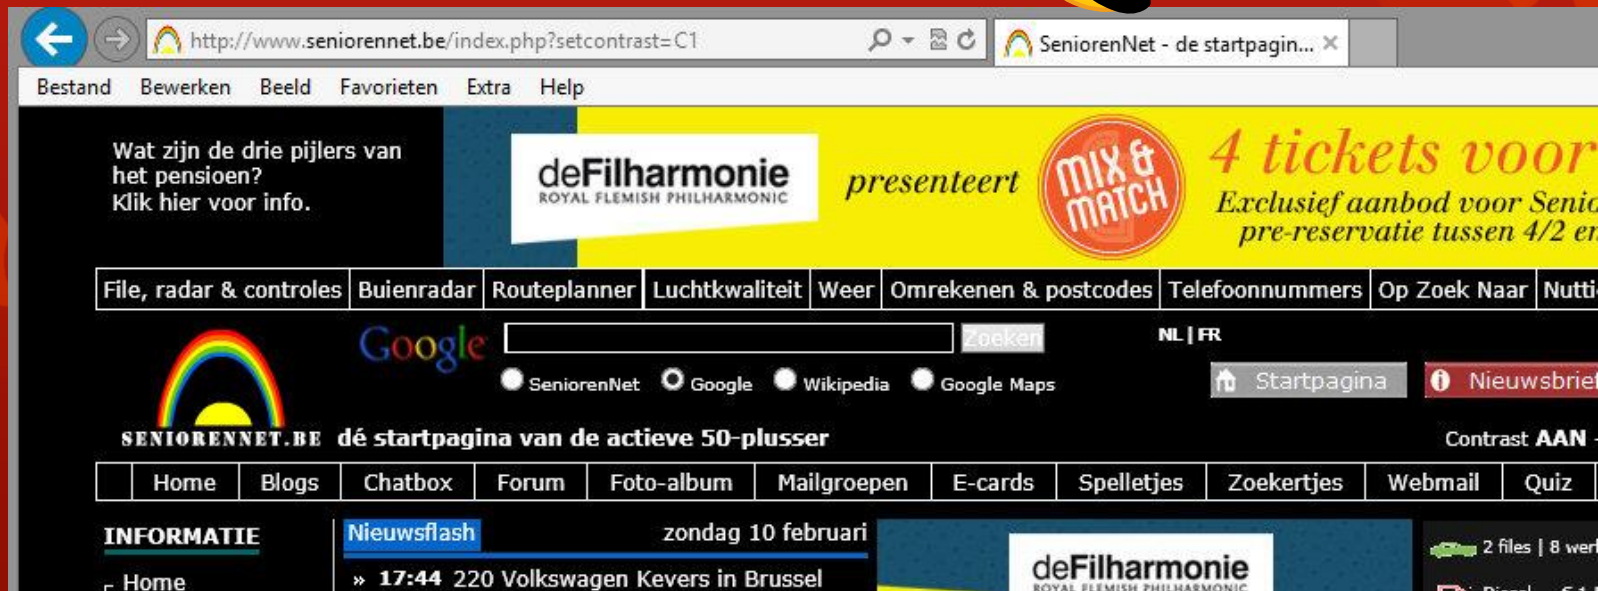 http://www.seniorennet.be/index.php?setcontrast=C1
SeniorenNet - de startpagin...
Bestand Bewerken Beeld Favorieten Extra Help
Wat zijn de drie pijlers van
het pensioen?
Klik hier voor info.
deFilharmonie
ROYAL FLEMISH PHILHARMONIC
presenteert
MIX &
MATCH
4 tickets voor
Exclusief aanbod voor Senio
pre-reservatie tussen 4/2 en
File, radar & controles Buienradar Routeplanner Luchtkwaliteit Weer Omrekenen & postcodes Telefoonnummers Op Zoek Naar Nutti
Google Zoeken NL | FR
SeniorenNet Google Wikipedia Google Maps
Startpagina Nieuwsbrief
SENIORENNET.BE dé startpagina van de actieve 50-plusser
Contrast AAN -
Home Blogs Chatbox Forum Foto-album Mailgroepen E-cards Spelletjes Zoekertjes Webmail Quiz
INFORMATIE
Home
Nieuwsflash zondag 10 februari
» 17:44 220 Volkswagen Kevers in Brussel
deFilharmonie
ROYAL FLEMISH PHILHARMONIC
2 files | 8 werk